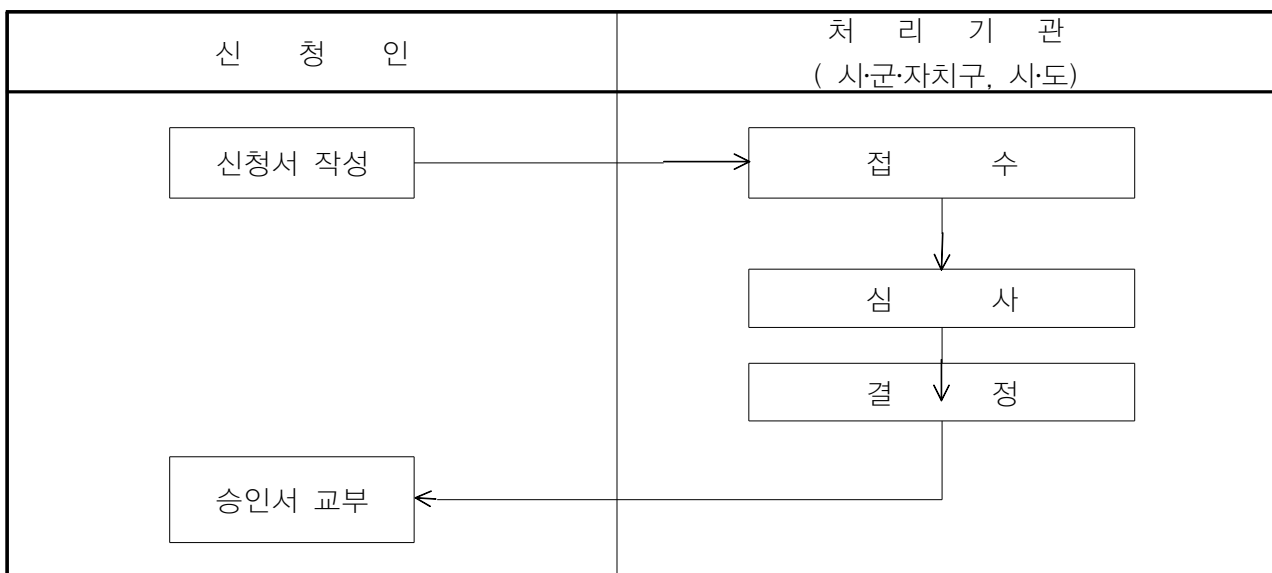 신 청 인
처 리 기 관
( 시·군·자치구, 시·도)
신청서 작성
접 수
심 사
결 정
승인서 교부